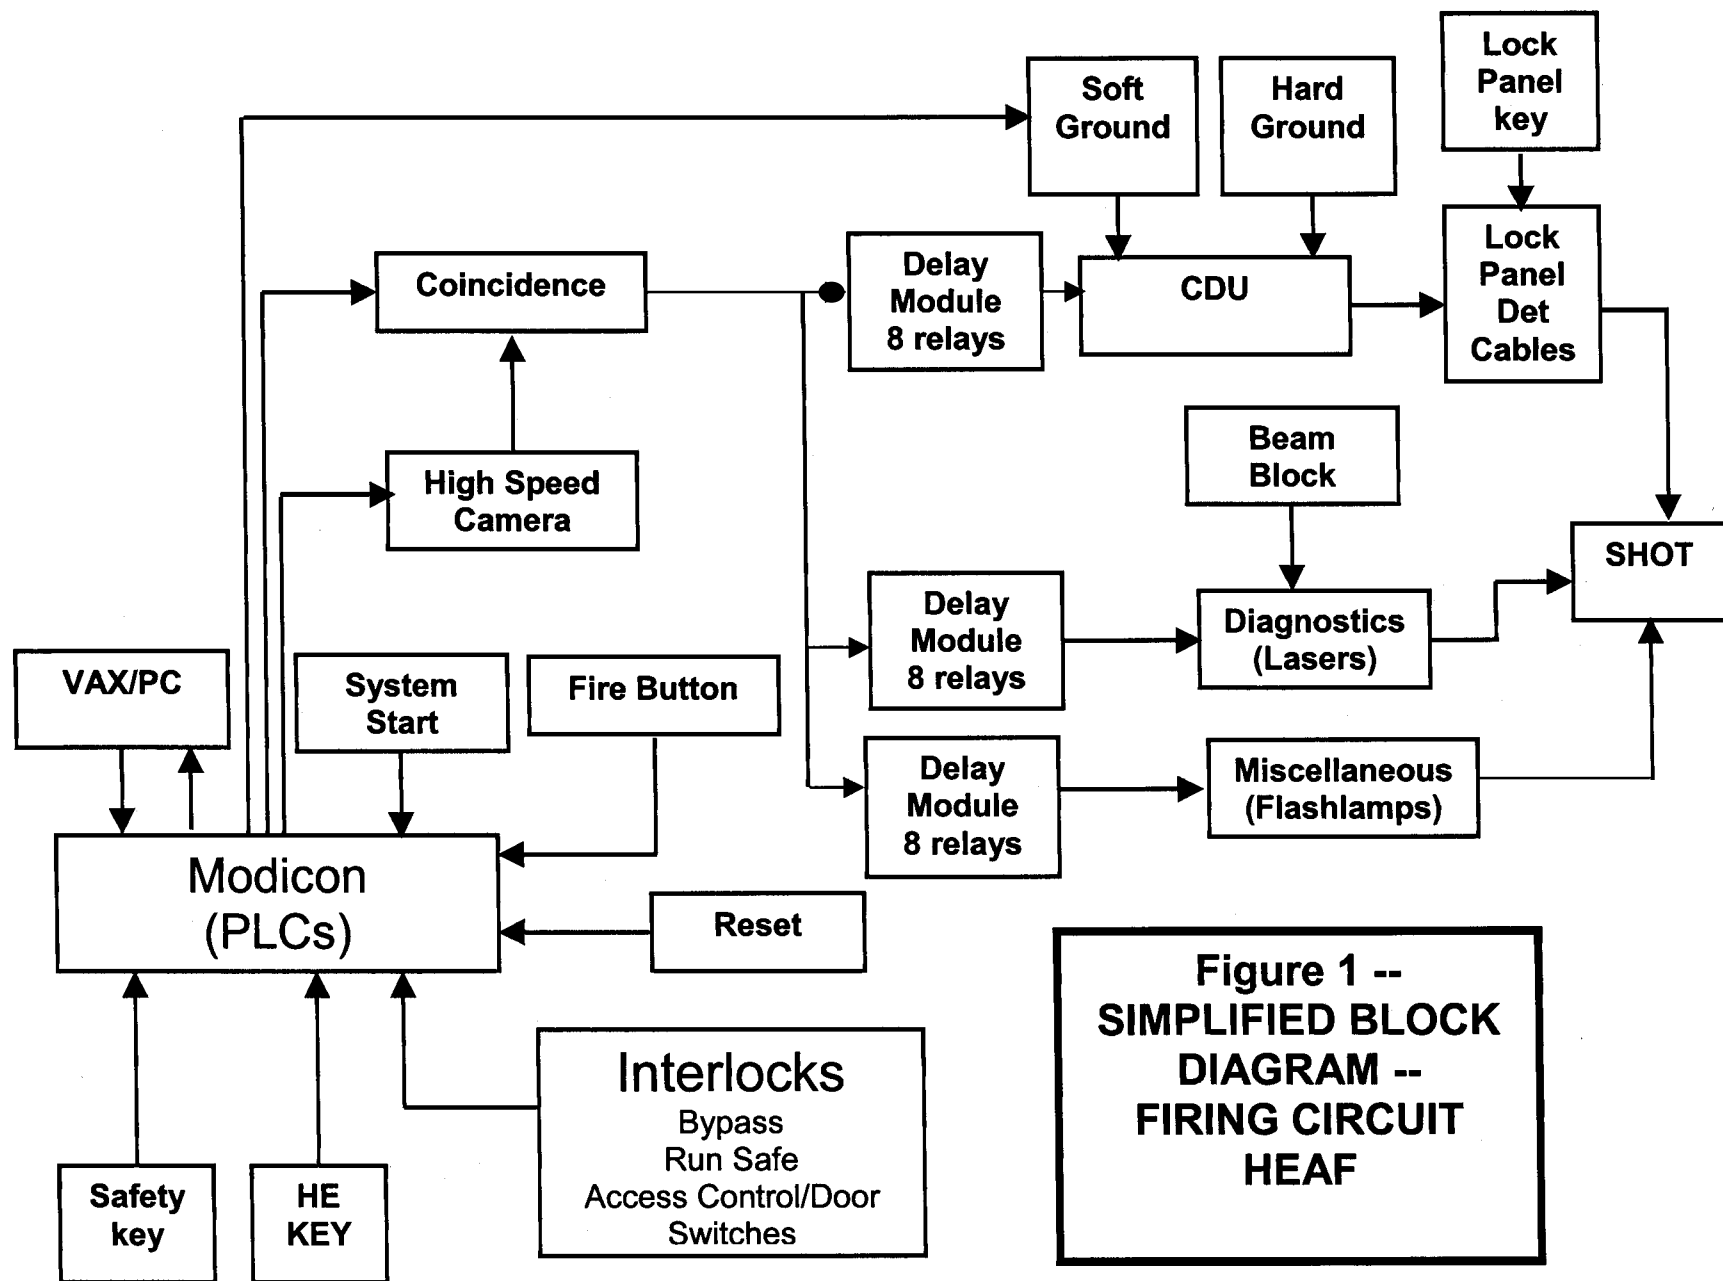 Lock
Panel
key
Soft
Ground
Hard
Ground
Coincidence
Delay
Module
8 relays
CDU
Lock
Panel
Det
Cables
High Speed
Camera
Beam
Block
SHOT
Delay
Module
8 relays
Diagnostics
(Lasers)
VAX/PC
System
Start
Fire Button
Delay
Module
8 relays
Miscellaneous
(Flashlamps)
Modicon
(PLCs)
Reset
Interlocks
Bypass
Run Safe
Access Control/Door
Switches
Safety
key
HE
KEY
Figure 1 --
SIMPLIFIED BLOCK
DIAGRAM --
FIRING CIRCUIT
HEAF